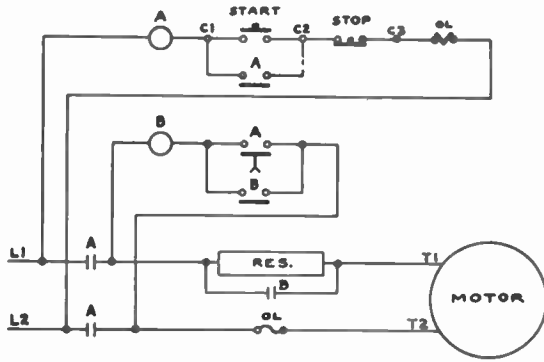 START
A C1 C2 STOP C3 OL
A
B A
B
L1 A RES. T1
B MOTOR
L2 A OL T2